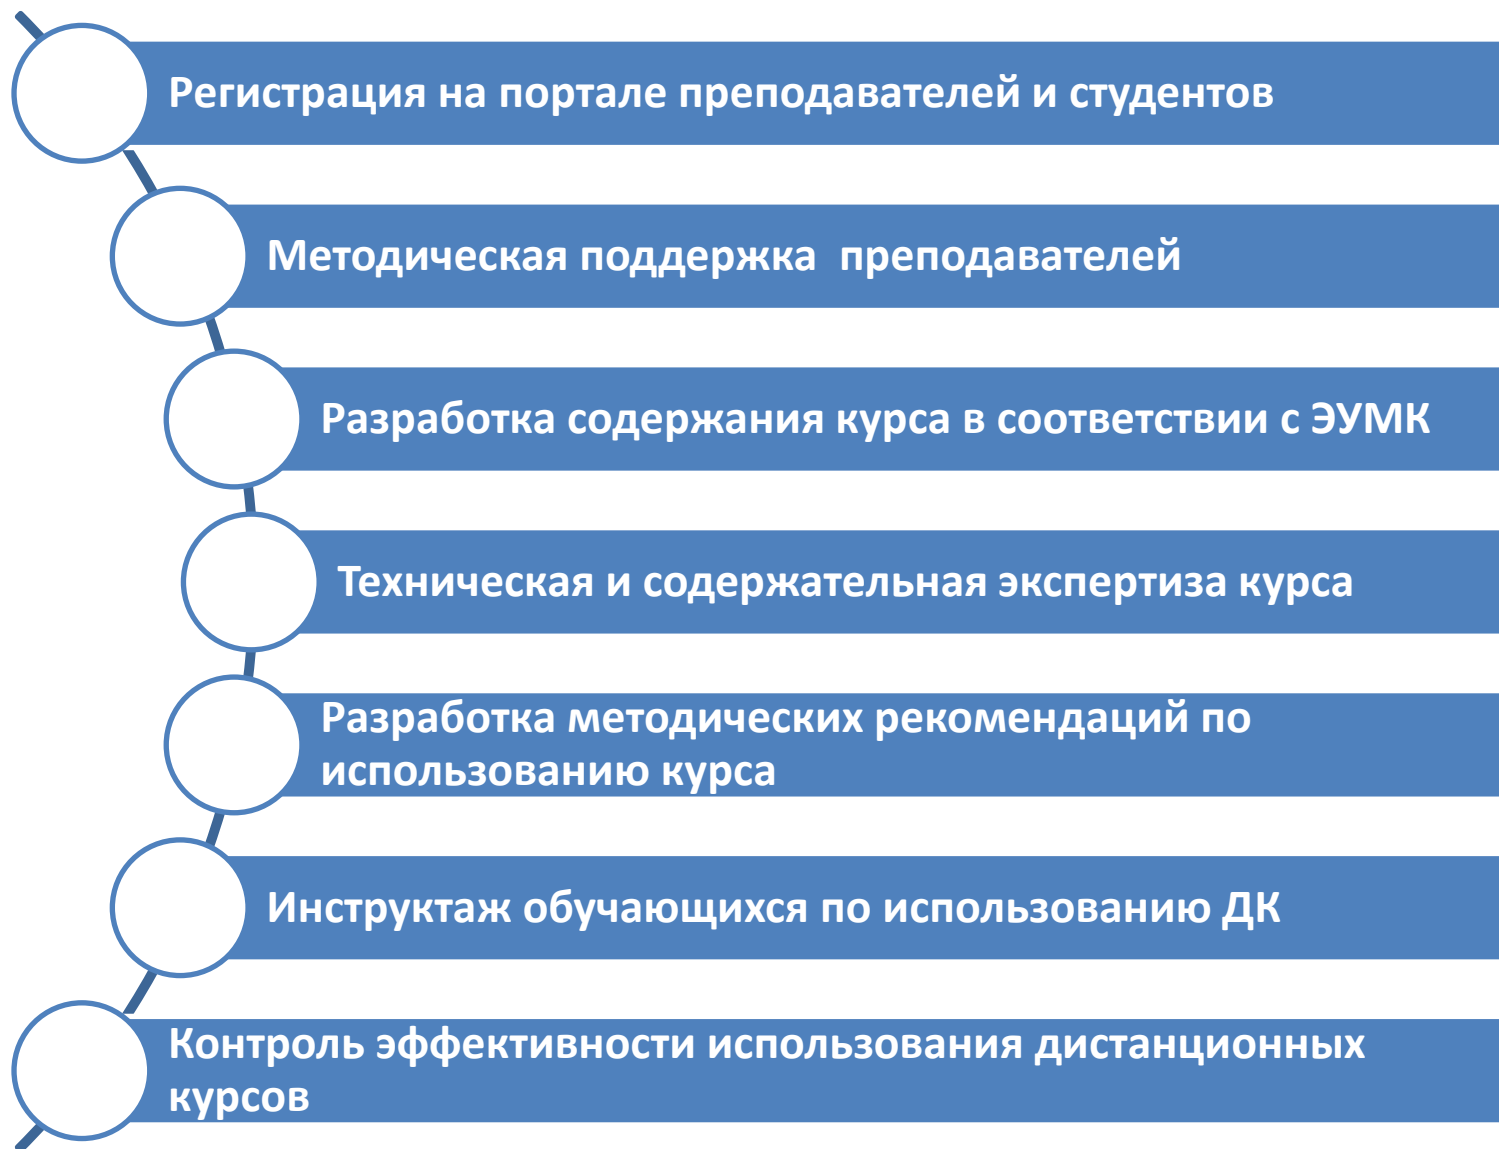 Регистрация на портале преподавателей и студентов
Методическая поддержка  преподавателей
Разработка содержания курса в соответствии с ЭУМК
Техническая и содержательная экспертиза курса
Разработка методических рекомендаций по
использованию курса
Инструктаж обучающихся по использованию ДК
Контроль эффективности использования дистанционных
курсов